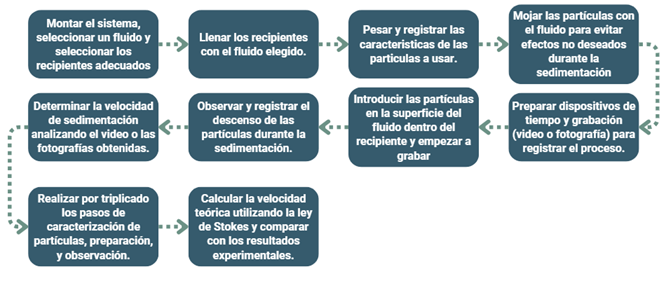 Montar el sistema,
seleccionar un fluido y
seleccionar los
recipientes adecuados
Llenar los recipientes
con el fluido elegido.
Pesar y registrar las
caracteristicas de las
particulas a usar.
Mojar las partículas con
el fluido para evitar
efectos no deseados
durante la
sedimentación
Preparar dispositivos de
tiempo y grabación
(video o fotografía) para
registrar el proceso.
Introducir las partículas
en la superficie del
fluido dentro del
recipiente y empezar a
grabar
Observar y registrar el
descenso de las
partículas durante la
sedimentación.
Determinar la velocidad
de sedimentación
analizando el video o las
fotografías obtenidas.
Realizar por triplicado
los pasos de
caracterización de
partículas, preparación,
y observación.
Calcular la velocidad
teórica utilizando la ley
de Stokes y comparar
con los resultados
experimentales.